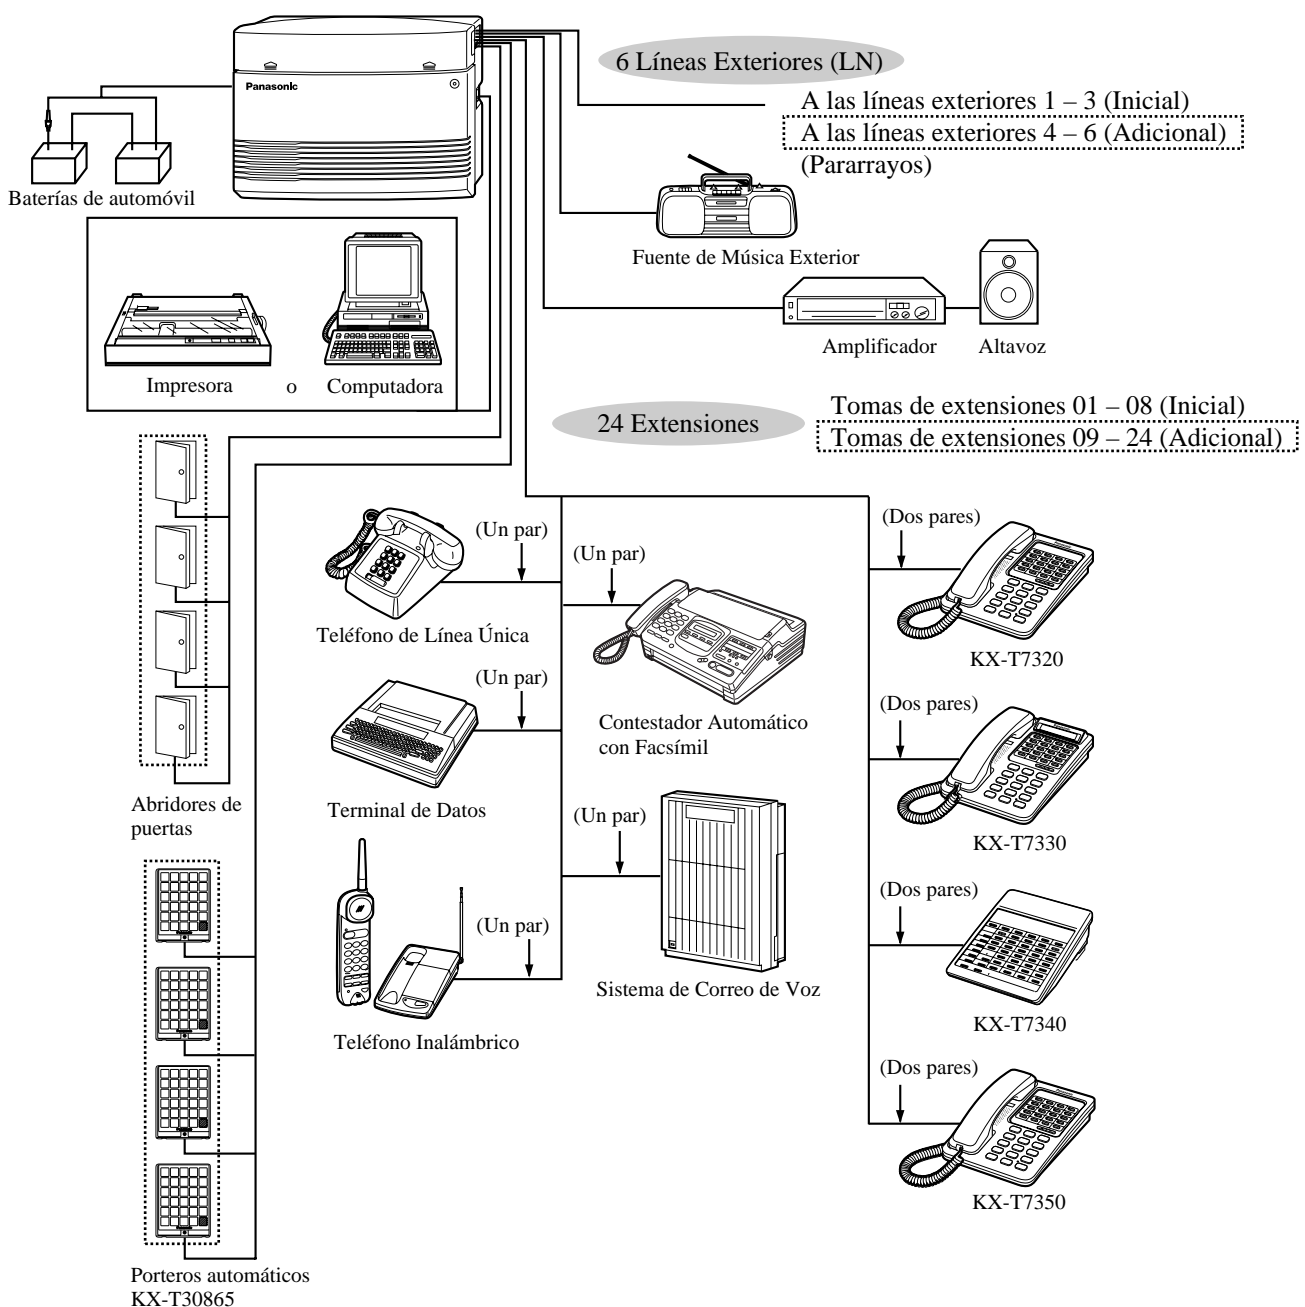 6 Líneas Exteriores (LN)
Panasonic
A las líneas exteriores 1 – 3 (Inicial)
A las líneas exteriores 4 – 6 (Adicional)
(Pararrayos)
Baterías de automóvil
Fuente de Música Exterior
Amplificador
Altavoz
Impresora
o
Computadora
24 Extensiones
Tomas de extensiones 01 – 08 (Inicial)
Tomas de extensiones 09 – 24 (Adicional)
(Un par)
(Un par)
(Dos pares)
Teléfono de Línea Única
KX-T7320
(Un par)
(Dos pares)
Contestador Automático
con Facsímil
Abridores de
puertas
Terminal de Datos
(Un par)
KX-T7330
(Dos pares)
(Un par)
Sistema de Correo de Voz
KX-T7340
Teléfono Inalámbrico
(Dos pares)
KX-T7350
Porteros automáticos
KX-T30865